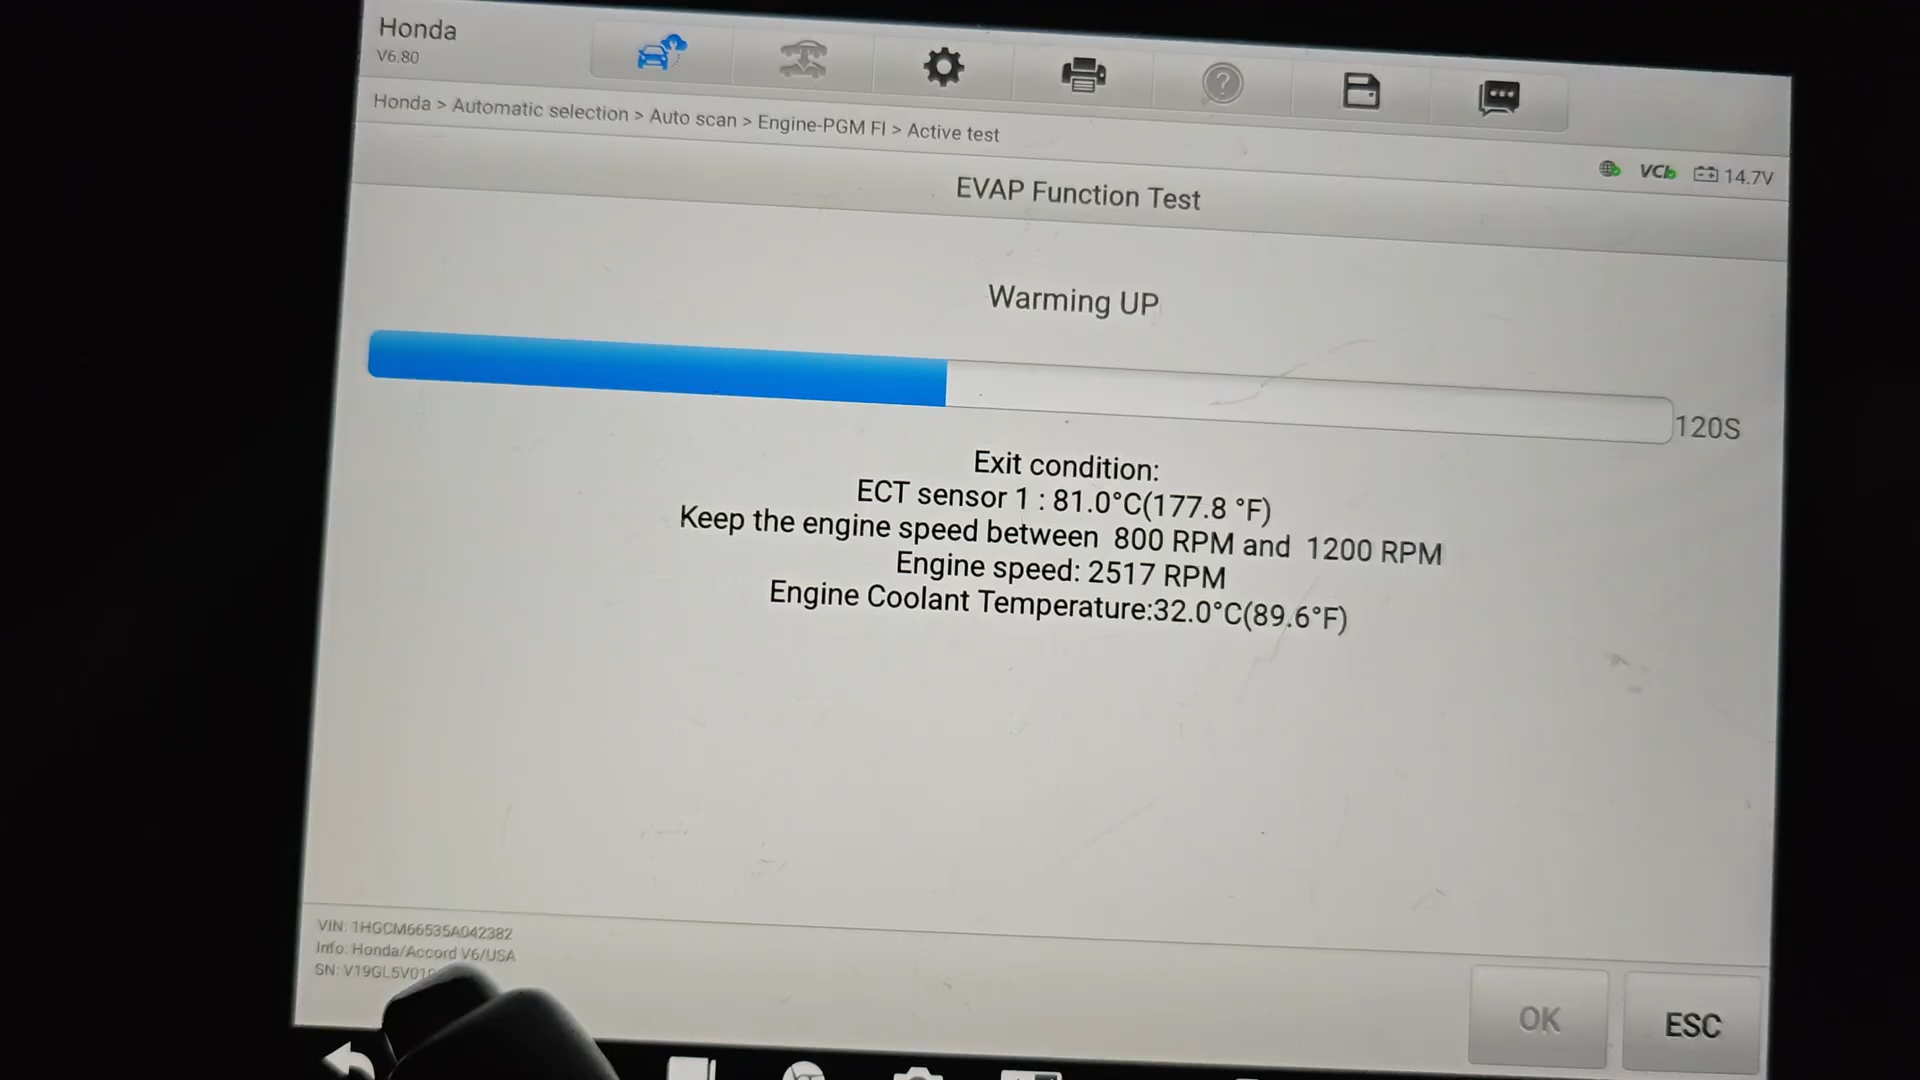 Honda
V6.80
Honda > Automatic selection > Auto scan > Engine-PGM FI > Active test
VCI 14.7V
EVAP Function Test
Warming UP
120S
Exit condition:
ECT sensor 1 : 81.0°C(177.8 °F)
Keep the engine speed between 800 RPM and 1200 RPM
Engine speed: 2517 RPM
Engine Coolant Temperature:32.0°C(89.6°F)
VIN: 1HGCM66535A042382
Info: Honda/Accord V6/USA
SN: V19GL5V01
OK
ESC